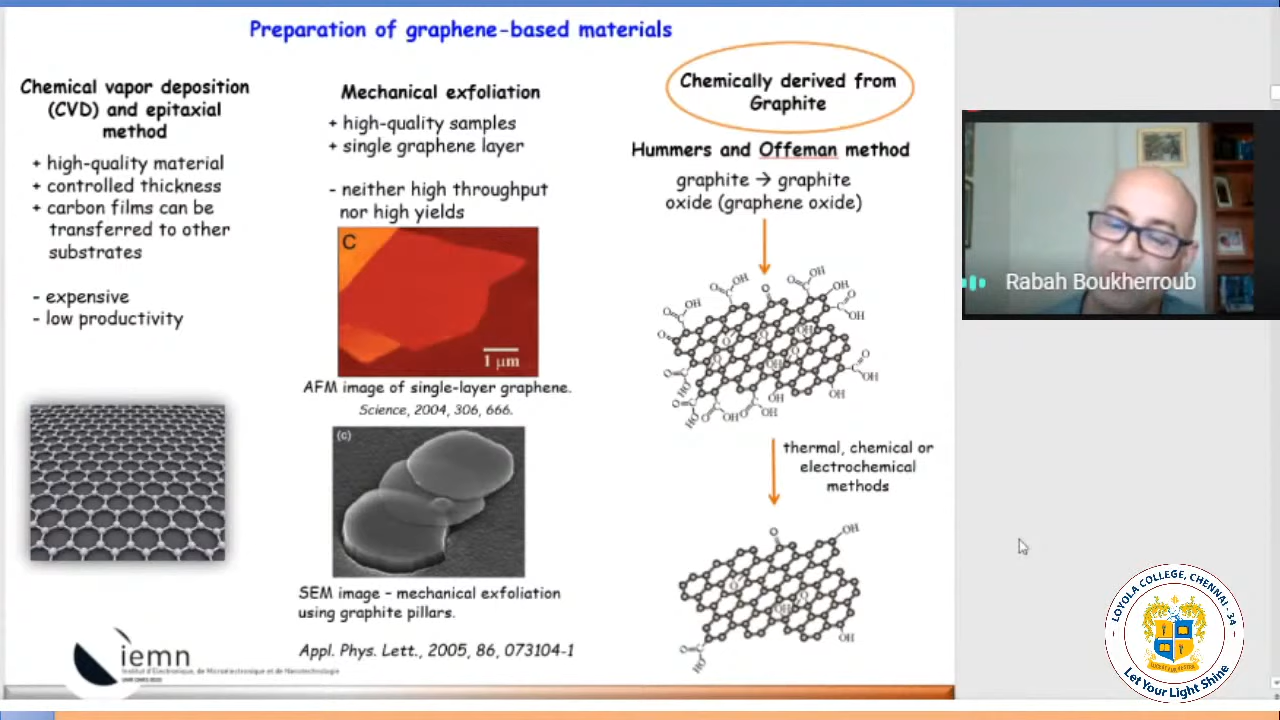 Preparation of graphene-based materials
Chemical vapor deposition
(CVD) and epitaxial
method
+ high-quality material
+ controlled thickness
+ carbon films can be
transferred to other
substrates
- expensive
- low productivity
Mechanical exfoliation
+ high-quality samples
+ single graphene layer
- neither high throughput
nor high yields
C
1 µm
AFM image of single-layer graphene.
Science, 2004, 306, 666.
(c)
SEM image – mechanical exfoliation
using graphite pillars.
Appl. Phys. Lett., 2005, 86, 073104-1
Chemically derived from
Graphite
Hummers and Offeman method
graphite → graphite
oxide (graphene oxide)
thermal, chemical or
electrochemical
methods
iemn
Institut d'Electronique, de Microélectronique et de Nanotechnologie
UMR CNRS 8520
Rabah Boukherroub
LOYOLA COLLEGE, CHENNAI - 34
Let Your Light Shine